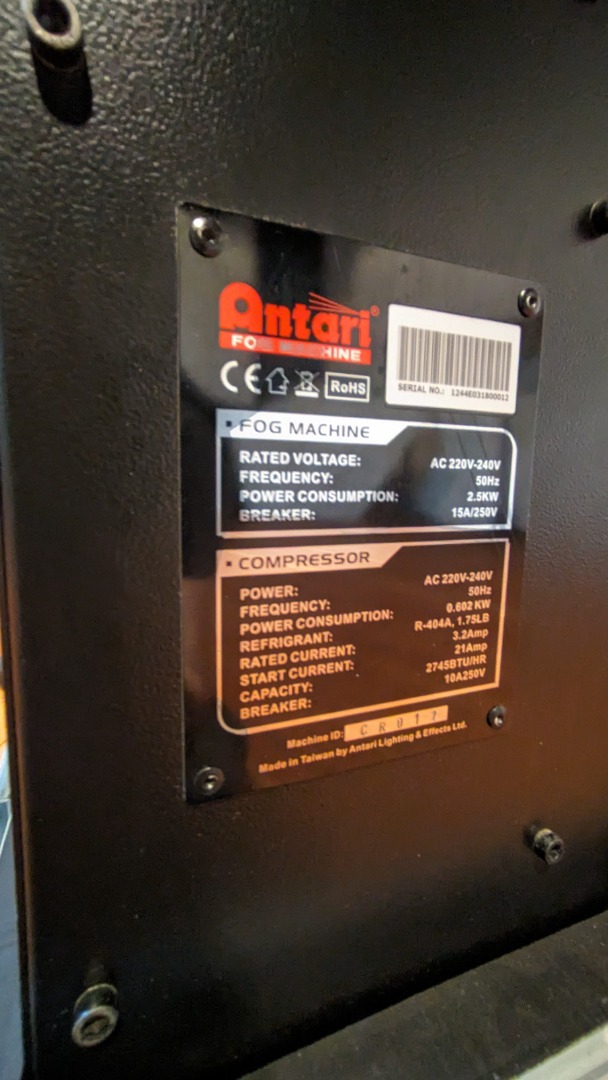 Antari®
FOG MACHINE
CE RoHS
SERIAL NO.: 1244E031800012
FOG MACHINE
RATED VOLTAGE: AC 220V-240V
FREQUENCY: 50Hz
POWER CONSUMPTION: 2.5KW
BREAKER: 15A/250V
COMPRESSOR
POWER: AC 220V-240V
FREQUENCY: 50Hz
POWER CONSUMPTION: 0.602 KW
REFRIGRANT: R-404A, 1.75LB
RATED CURRENT: 3.2Amp
START CURRENT: 21Amp
CAPACITY: 2745BTU/HR
BREAKER: 10A250V
Machine ID: CR017
Made in Taiwan by Antari Lighting & Effects Ltd.